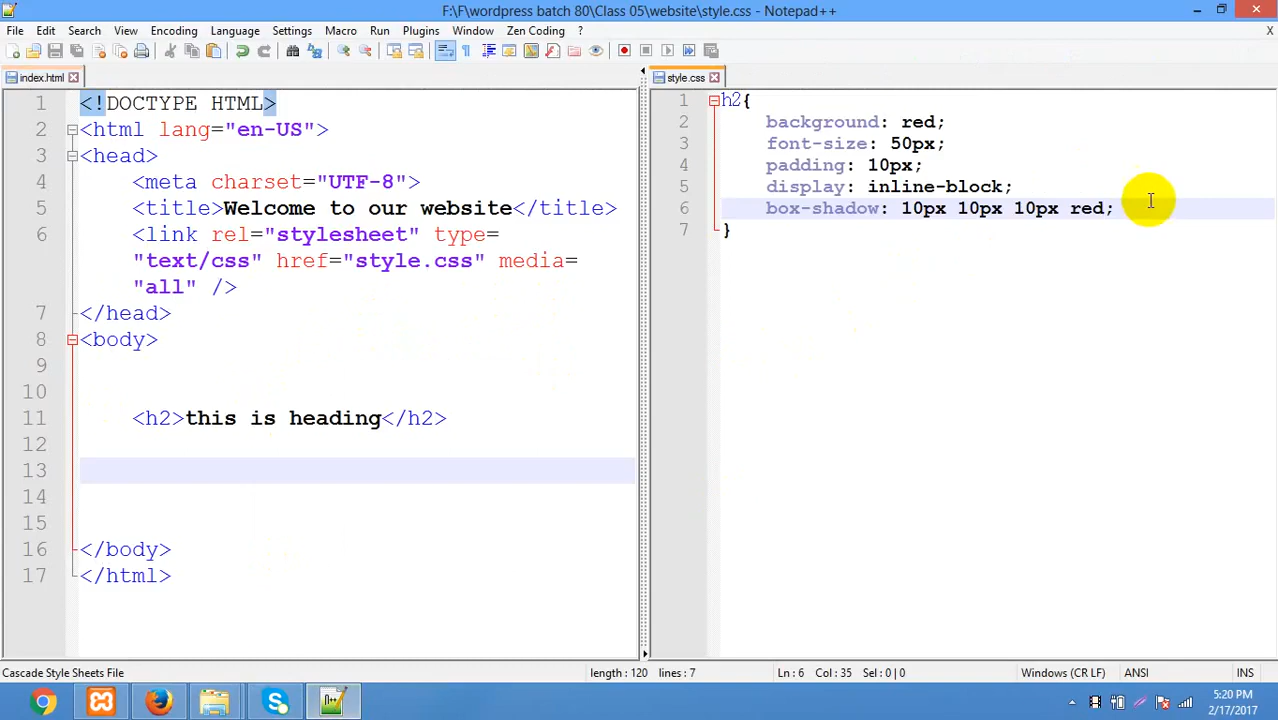 F:\F\wordpress batch 80\Class 05\website\style.css - Notepad++
File Edit Search View Encoding Language Settings Macro Run Plugins Window Zen Coding ? X
index.html
1 <!DOCTYPE HTML>
2 <html lang="en-US">
3 <head>
4 <meta charset="UTF-8">
5 <title>Welcome to our website</title>
6 <link rel="stylesheet" type=
"text/css" href="style.css" media=
"all" />
7 </head>
8 <body>
9
10
11 <h2>this is heading</h2>
12
13
14
15
16 </body>
17 </html>
style.css
1 h2{
2 background: red;
3 font-size: 50px;
4 padding: 10px;
5 display: inline-block;
6 box-shadow: 10px 10px 10px red;
7 }
Cascade Style Sheets File length : 120 lines : 7 Ln : 6 Col : 35 Sel : 0 | 0 Windows (CR LF) ANSI INS
5:20 PM
2/17/2017